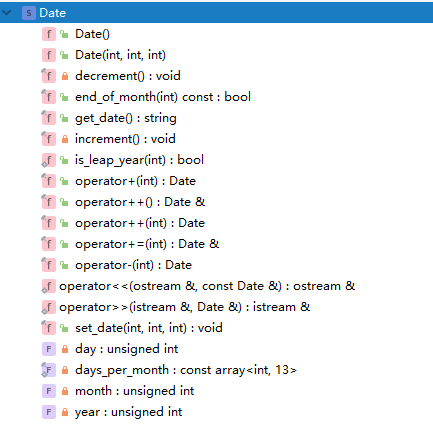 S Date
f Date()
f Date(int, int, int)
f decrement() : void
f end_of_month(int) const : bool
f get_date() : string
f increment() : void
f is_leap_year(int) : bool
f operator+(int) : Date
f operator++() : Date &
f operator++(int) : Date
f operator+=(int) : Date &
f operator-(int) : Date
f operator<<(ostream &, const Date &) : ostream &
f operator>>(istream &, Date &) : istream &
f set_date(int, int, int) : void
F day : unsigned int
F days_per_month : const array<int, 13>
F month : unsigned int
F year : unsigned int